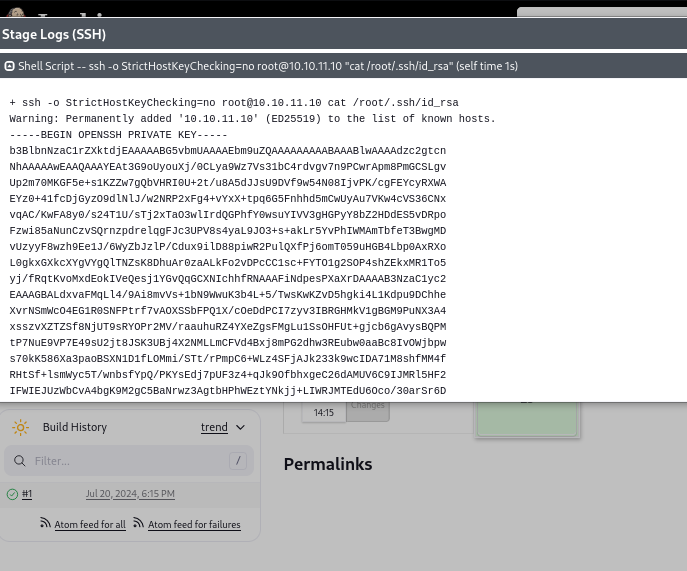 Stage Logs (SSH)
Shell Script -- ssh -o StrictHostKeyChecking=no root@10.10.11.10 "cat /root/.ssh/id_rsa" (self time 1s)
+ ssh -o StrictHostKeyChecking=no root@10.10.11.10 cat /root/.ssh/id_rsa
Warning: Permanently added '10.10.11.10' (ED25519) to the list of known hosts.
-----BEGIN OPENSSH PRIVATE KEY-----
b3BlbnNzaC1rZXktdjEAAAAABG5vbmUAAAAEbm9uZQAAAAAAAAABAAABlwAAAAdzc2gtcn
NhAAAAAwEAAQAAAYEAt3G9oUyouXj/0CLya9Wz7Vs31bC4rdvgv7n9PCwrApm8PmGCSLgv
Up2m70MKGF5e+s1KZZw7gQbVHRI0U+2t/u8A5dJJsU9DVf9w54N08IjvPK/cgFEYcyRXWA
EYz0+41fcDjGyzO9dlNlJ/w2NRP2xFg4+vYxX+tpq6G5Fnhhd5mCwUyAu7VKw4cVS36CNx
vqAC/KwFA8y0/s24T1U/sTj2xTaO3wlIrdQGPhfY0wsuYIVV3gHGPyY8bZ2HDdES5vDRpo
Fzwi85aNunCzvSQrnzpdrelqgFJc3UPV8s4yaL9JO3+s+akLr5YvPhIWMAmTbfeT3BwgMD
vUzyyF8wzh9Ee1J/6WyZbJzlP/Cdux9ilD88piwR2PulQXfPj6omT059uHGB4Lbp0AxRXo
L0gkxGXkcXYgVYgQlTNZsK8DhuAr0zaALkFo2vDPcCC1sc+FYTO1g2SOP4shZEkxMR1To5
yj/fRqtKvoMxdEokIVeQesj1YGvQqGCXNIchhfRNAAAFiNdpesPXaXrDAAAAB3NzaC1yc2
EAAAGBALdxvaFMqLl4/9Ai8mvVs+1bN9WwuK3b4L+5/TwsKwKZvD5hgki4L1Kdpu9DChhe
XvrNSmWcO4EG1R0SNFPtrf7vAOXSSbFPQ1X/cOeDdPCI7zyv3IBRGHMkV1gBGM9PuNX3A4
xsszvXZTZSf8NjUT9sRYOPr2MV/raauhuRZ4YXeZgsFMgLu1SsOHFUt+gjcb6gAvysBQPM
tP7NuE9VP7E49sU2jt8JSK3UBj4X2NMLLmCFVd4Bxj8mPG2dhw3REubw0aaBc8IvOWjbpw
s70kK586Xa3paoBSXN1D1fLOMmi/STt/rPmpC6+WLz4SFjAJk233k9wcIDA71M8shfMM4f
RHtSf+lsmWyc5T/wnbsfYpQ/PKYsEdj7pUF3z4+qJk9OfbhxgeC26dAMUV6C9IJMRl5HF2
IFWIEJUzWbCvA4bgK9M2gC5BaNrwz3AgtbHPhWEztYNkjj+LIWRJMTEdU6Oco/30arSr6D
14:15
Changes
Build History
trend
Filter...
/
#1
Jul 20, 2024, 6:15 PM
Atom feed for all
Atom feed for failures
Permalinks